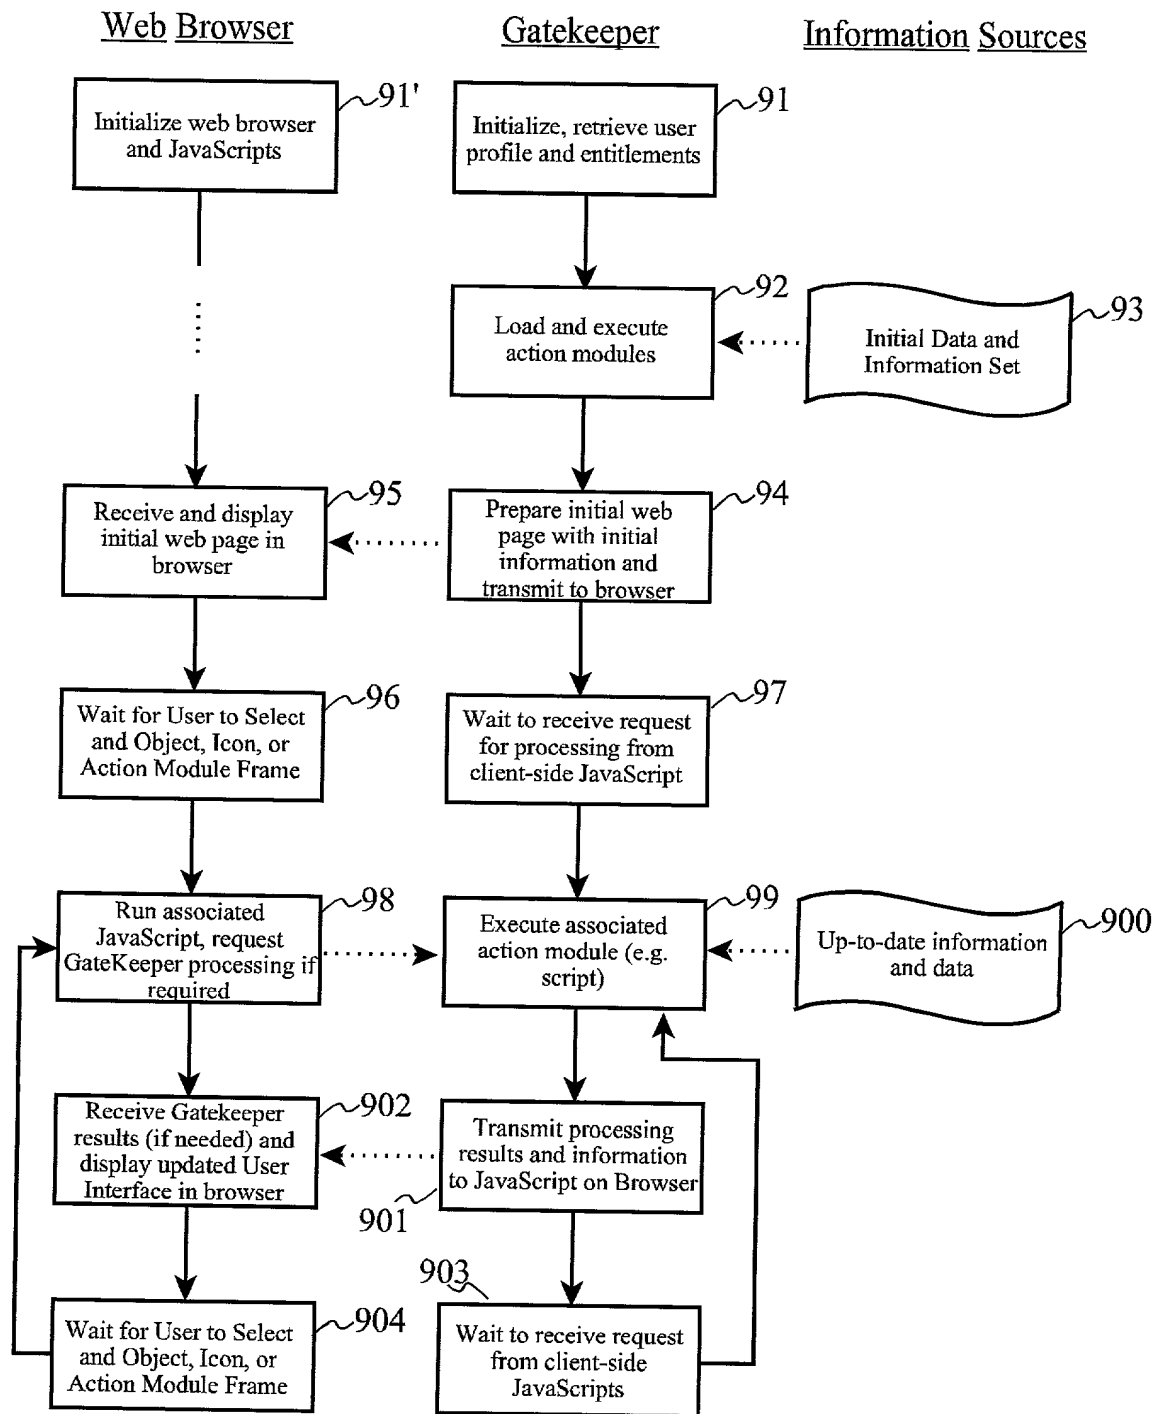 Web Browser
Gatekeeper
Information Sources
91'
Initialize web browser
and JavaScripts
91
Initialize, retrieve user
profile and entitlements
92
Load and execute
action modules
93
Initial Data and
Information Set
95
Receive and display
initial web page in
browser
94
Prepare initial web
page with initial
information and
transmit to browser
96
Wait for User to Select
and Object, Icon, or
Action Module Frame
97
Wait to receive request
for processing from
client-side JavaScript
98
Run associated
JavaScript, request
GateKeeper processing if
required
99
Execute associated
action module (e.g.
script)
900
Up-to-date information
and data
902
Receive Gatekeeper
results (if needed) and
display updated User
Interface in browser
Transmit processing
results and information
to JavaScript on Browser
901
903
904
Wait for User to Select
and Object, Icon, or
Action Module Frame
Wait to receive request
from client-side
JavaScripts